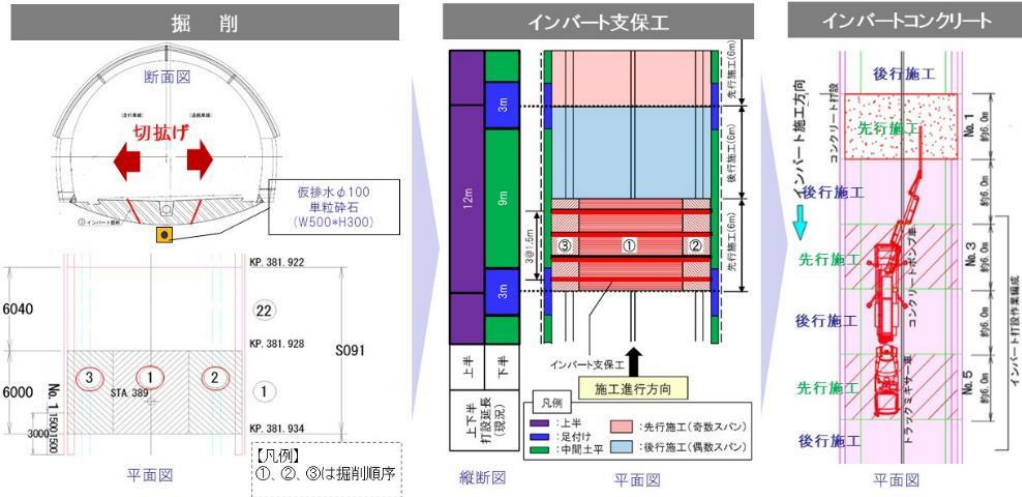 掘 削
断面図
切拡げ
仮排水φ100
単粒砕石
(W500*H300)
KP. 381. 922
6040
22
KP. 381. 928
S091
6000
No. 1
3
1
2
STA. 389
1
1500
1500
3000
KP. 381. 934
【凡例】
①、②、③は掘削順序
平面図
インバート支保工
3m
12m
9m
3m
上半
下半
上下半
打設延長
(現況)
縦断図
先行施工(6m)
後行施工(6m)
先行施工(6m)
3@1.5m
③
①
②
インバート支保工
施工進行方向
凡例
:上半
:足付け
:中間土平
:先行施工(奇数スパン)
:後行施工(偶数スパン)
平面図
インバートコンクリート
インバート施工方向
コンクリート打設
後行施工
先行施工
後行施工
先行施工
後行施工
先行施工
後行施工
コンクリートポンプ車
トラックミキサー車
No. 1
約6.0m
約6.0m
No. 3
約6.0m
約6.0m
No. 5
約6.0m
インバート打設作業編成
平面図